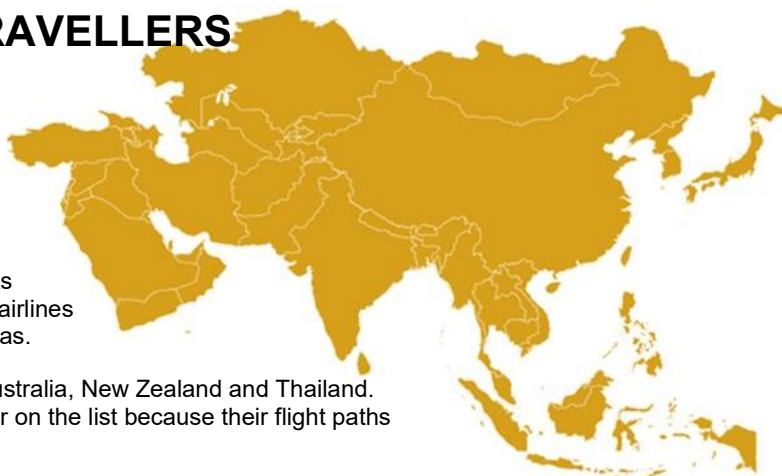 RAVELLERS
s
airlines
as.
ustralia, New Zealand and Thailand.
r on the list because their flight paths